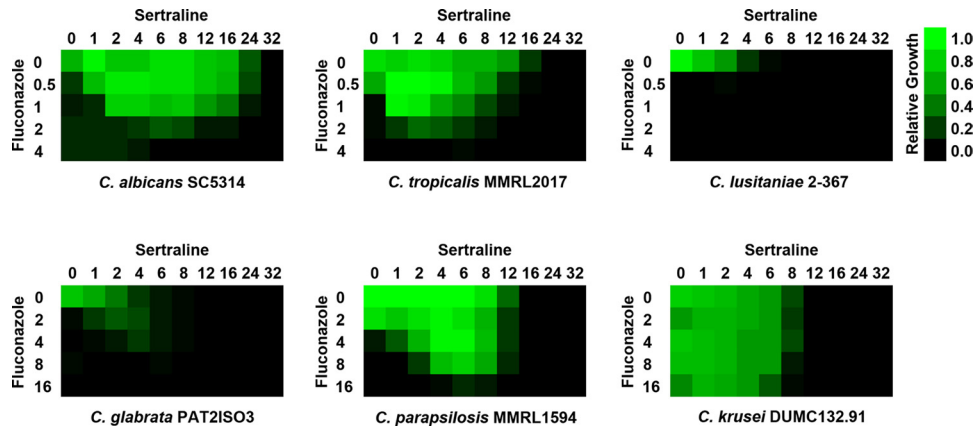 Sertraline
0 1 2 4 6 8 12 16 24 32
Fluconazole
0
0.5
1
2
4
C. albicans SC5314
Sertraline
0 1 2 4 6 8 12 16 24 32
Fluconazole
0
0.5
1
2
4
C. tropicalis MMRL2017
Sertraline
0 1 2 4 6 8 12 16 24 32
Fluconazole
0
0.5
1
2
4
C. lusitaniae 2-367
Relative Growth
1.0
0.8
0.6
0.4
0.2
0.0
Sertraline
0 1 2 4 6 8 12 16 24 32
Fluconazole
0
2
4
8
16
C. glabrata PAT2ISO3
Sertraline
0 1 2 4 6 8 12 16 24 32
Fluconazole
0
2
4
8
16
C. parapsilosis MMRL1594
Sertraline
0 1 2 4 6 8 12 16 24 32
Fluconazole
0
2
4
8
16
C. krusei DUMC132.91